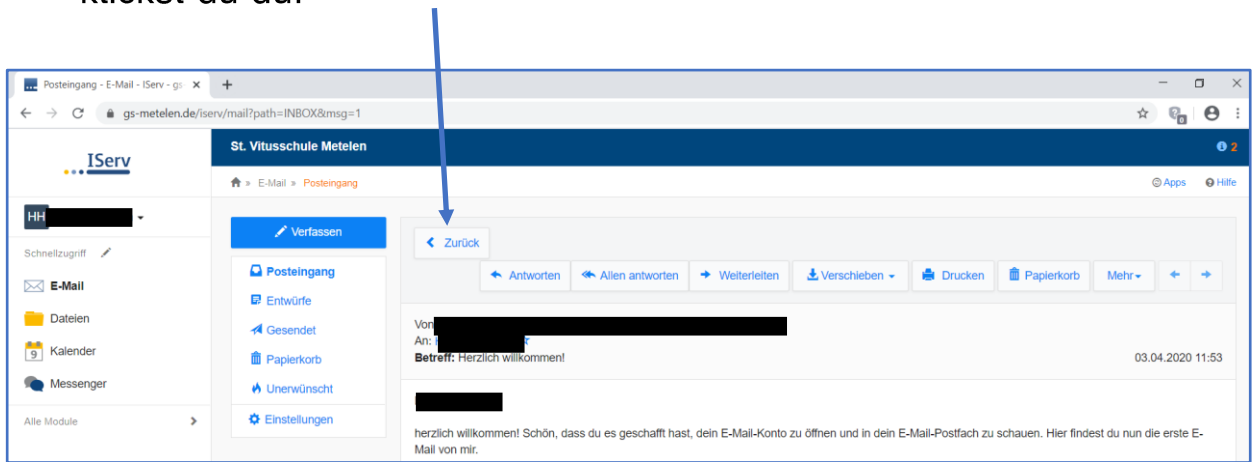 Posteingang - E-Mail - IServ - gs
gs-metelen.de/iserv/mail?path=INBOX&msg=1
0
IServ
St. Vitusschule Metelen
2
» E-Mail » Posteingang
Apps
Hilfe
HH
Schnellzugriff
E-Mail
Dateien
9
Kalender
Messenger
Alle Module
Verfassen
Posteingang
Entwürfe
Gesendet
Papierkorb
Unerwünscht
Einstellungen
Zurück
Antworten
Allen antworten
Weiterleiten
Verschieben
Drucken
Papierkorb
Mehr
Von
An:
Betreff: Herzlich willkommen!
03.04.2020 11:53
herzlich willkommen! Schön, dass du es geschafft hast, dein E-Mail-Konto zu öffnen und in dein E-Mail-Postfach zu schauen. Hier findest du nun die erste E-
Mail von mir.